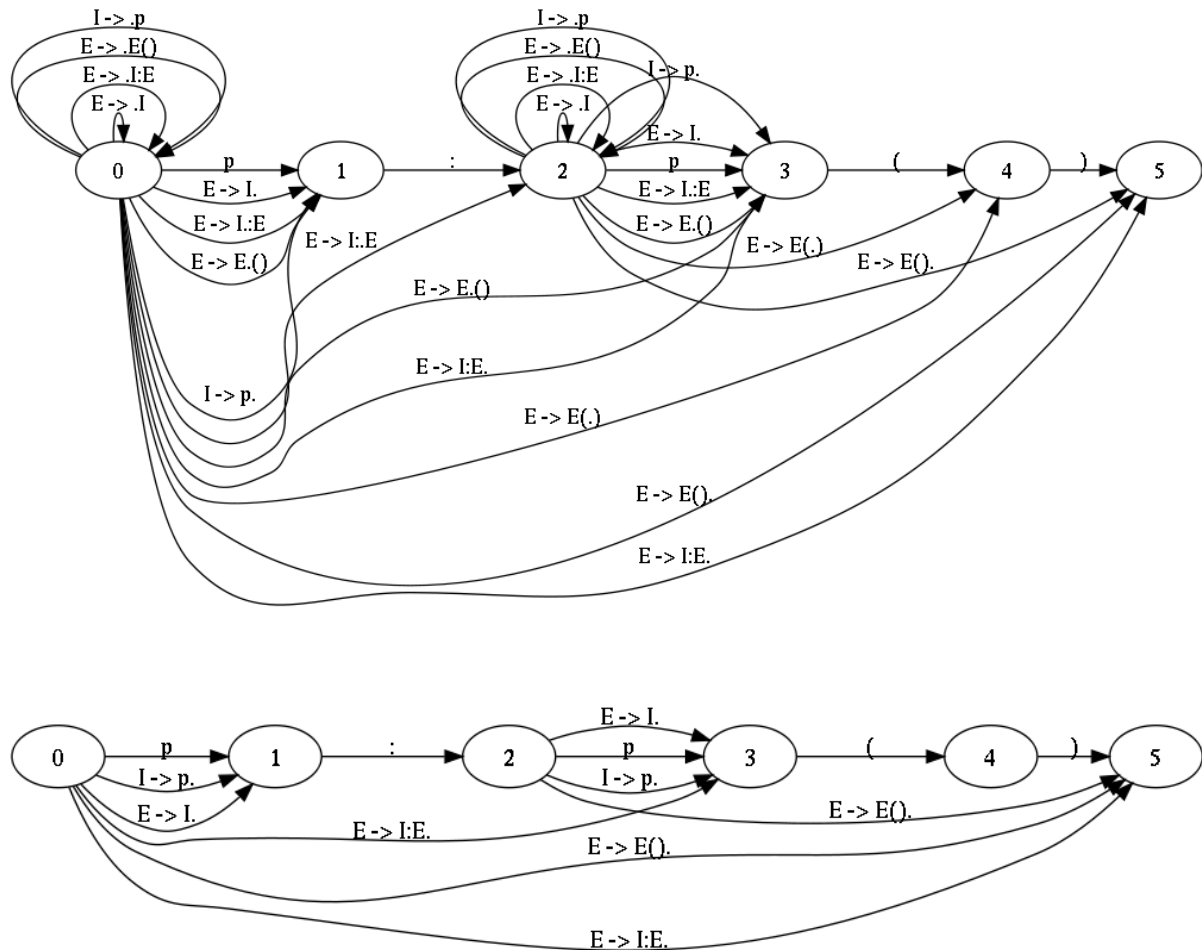 I -> .p I -> .p
E -> .E() E -> .E()
E -> .I:E E -> .I:E I -> p.
E -> .I E -> .I
E -> I.
p : p ( )
0 1 2 3 4 5
E -> I. E -> I.:E
E -> I.:E E -> E.()
E -> I:.E E -> E(.)
E -> E.() E -> E().
E -> E.()
E -> I:E.
I -> p.
E -> E(.)
E -> E().
E -> I:E.
E -> I.
p : p ( )
0 1 2 3 4 5
I -> p. I -> p.
E -> I. E -> E().
E -> I:E.
E -> E().
E -> I:E.